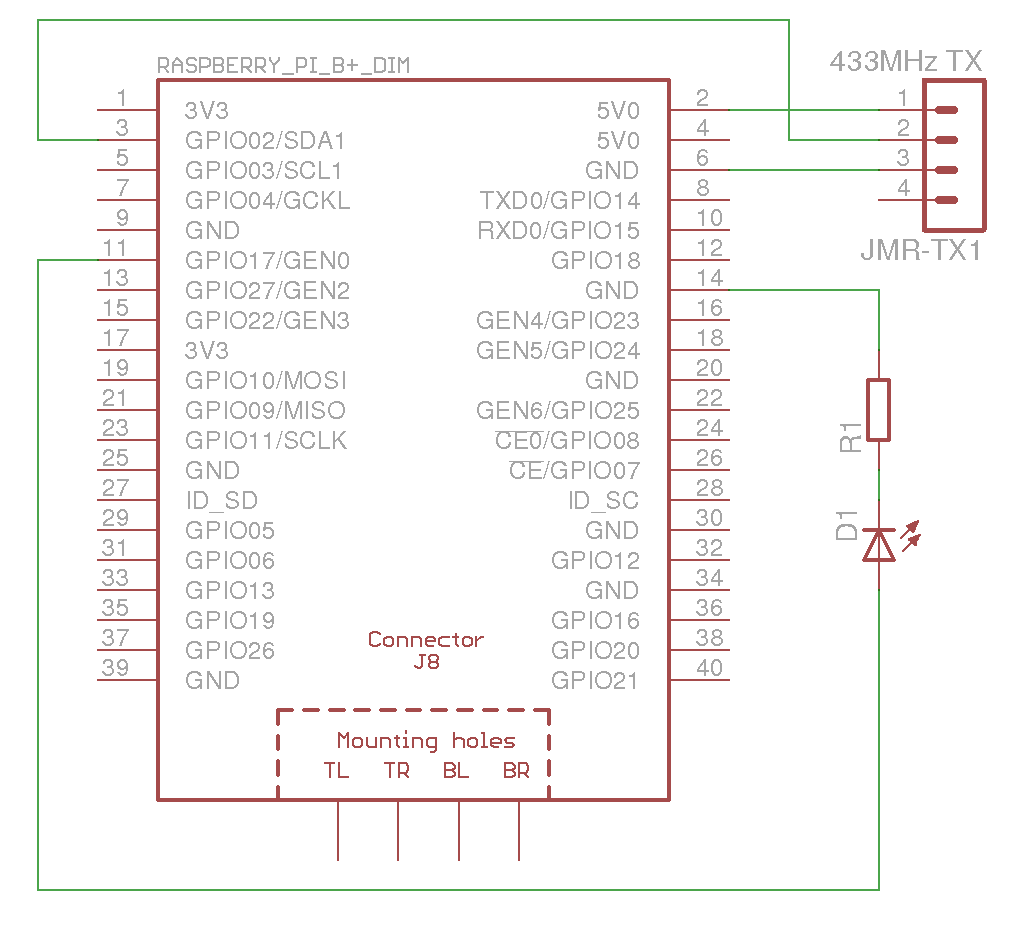 RASPBERRY_PI_B+_DIM
433MHz TX
1 3V3 5V0 2
3 GPIO02/SDA1 5V0 4
5 GPIO03/SCL1 GND 6
7 GPIO04/GCKL TXD0/GPIO14 8
9 GND RXD0/GPIO15 10
11 GPIO17/GEN0 GPIO18 12
13 GPIO27/GEN2 GND 14
15 GPIO22/GEN3 GEN4/GPIO23 16
17 3V3 GEN5/GPIO24 18
19 GPIO10/MOSI GND 20
21 GPIO09/MISO GEN6/GPIO25 22
23 GPIO11/SCLK CE0/GPIO08 24
25 GND CE/GPIO07 26
27 ID_SD ID_SC 28
29 GPIO05 GND 30
31 GPIO06 GPIO12 32
33 GPIO13 GND 34
35 GPIO19 GPIO16 36
37 GPIO26 GPIO20 38
39 GND GPIO21 40
Connector
J8
Mounting holes
TL TR BL BR
1
2
3
4
JMR-TX1
R1
D1